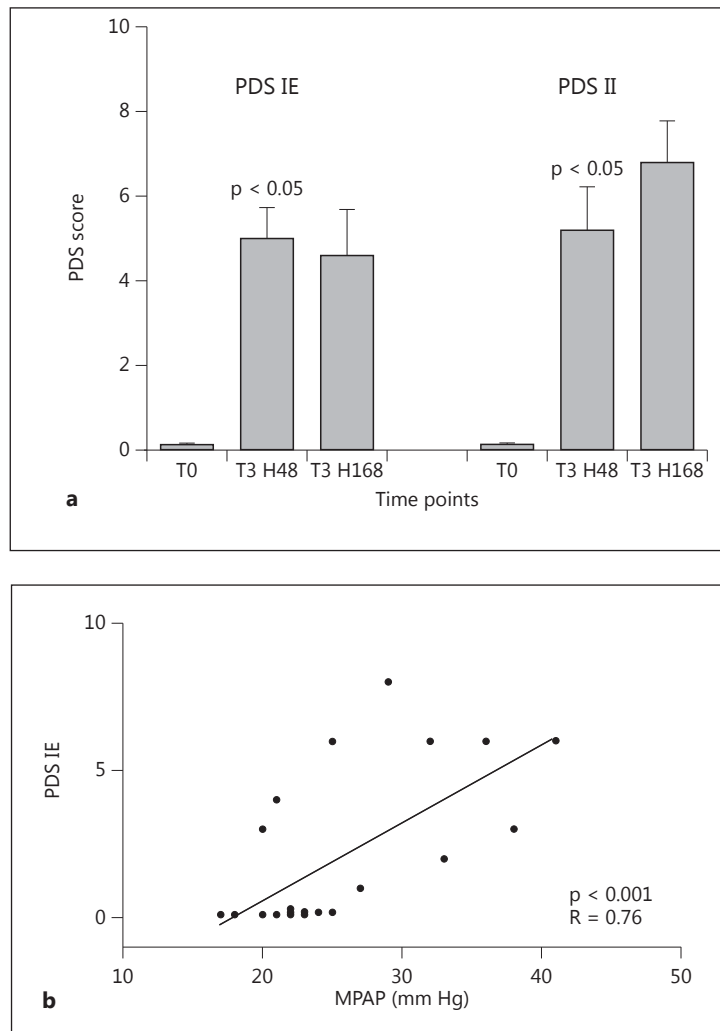 10
PDS IE PDS II
8
p < 0.05 p < 0.05
6
PDS score
4
2
0
T0 T3 H48 T3 H168 T0 T3 H48 T3 H168
a Time points
10
PDS IE
5
p < 0.001
0
R = 0.76
10 20 30 40 50
b MPAP (mm Hg)